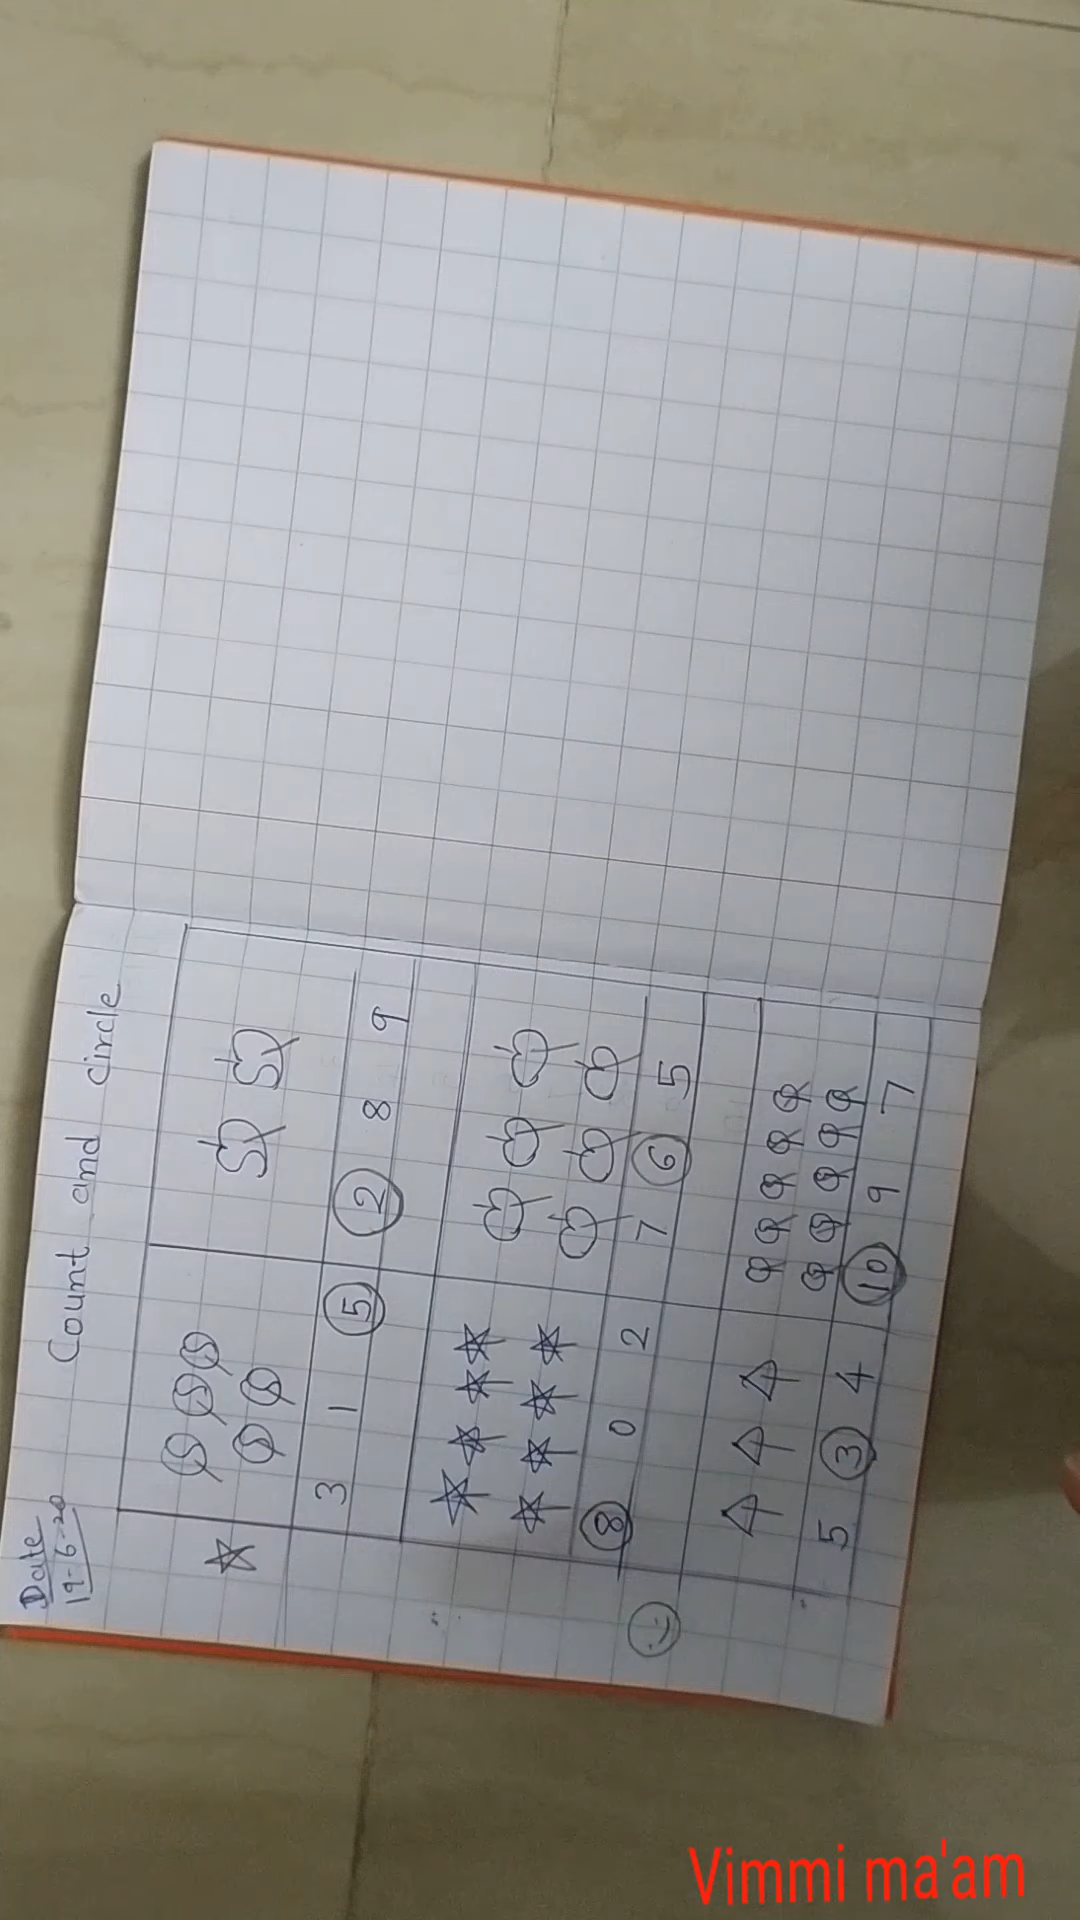 Date
19-6-20
Count and circle
3 1 5 2 8 9
8 0 2 7 6 5
5 3 4 10 9 7
Vimmi ma'am